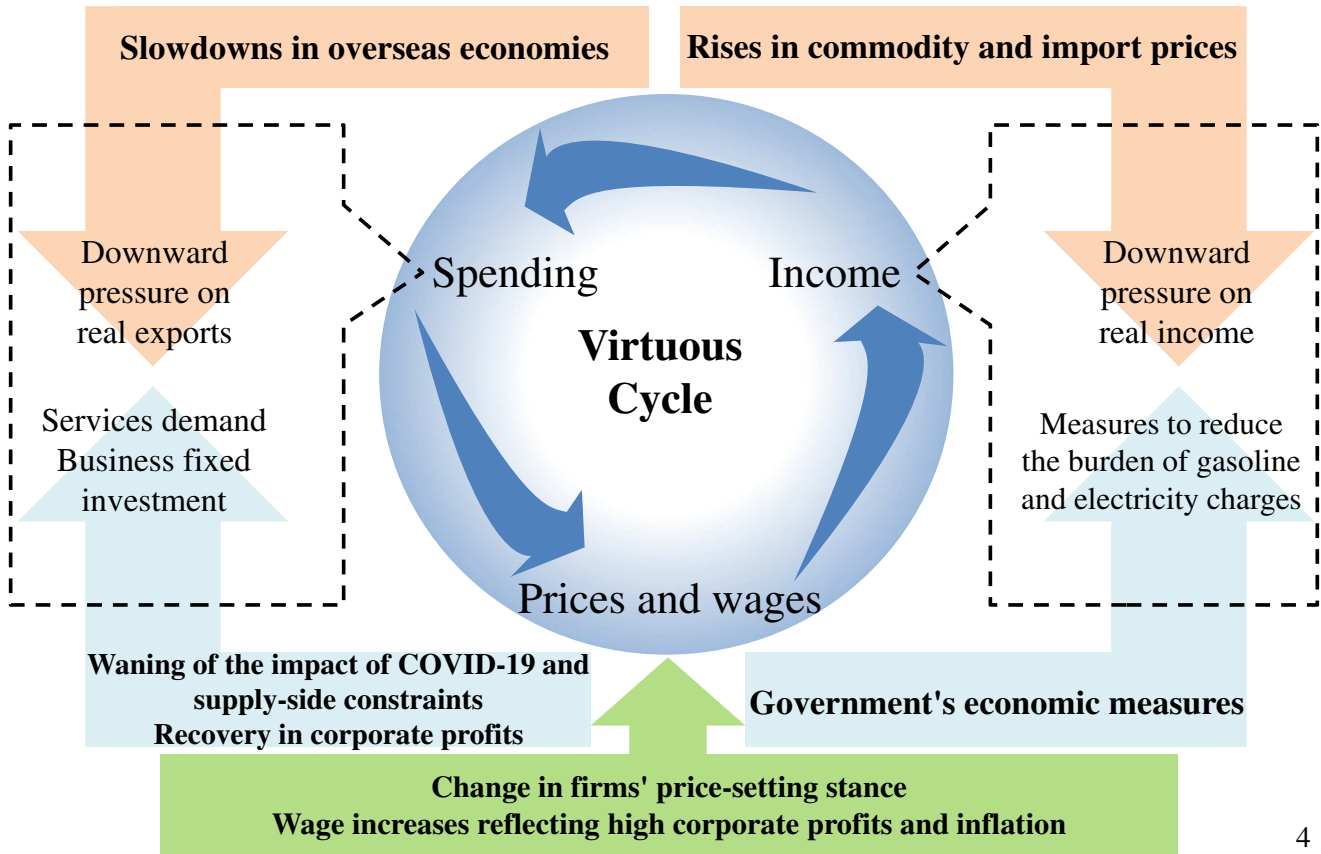 Slowdowns in overseas economies
Rises in commodity and import prices
Downward
pressure on
real exports
Services demand
Business fixed
investment
Spending
Income
Virtuous
Cycle
Prices and wages
Downward
pressure on
real income
Measures to reduce
the burden of gasoline
and electricity charges
Waning of the impact of COVID-19 and
supply-side constraints
Recovery in corporate profits
Government's economic measures
Change in firms' price-setting stance
Wage increases reflecting high corporate profits and inflation
4